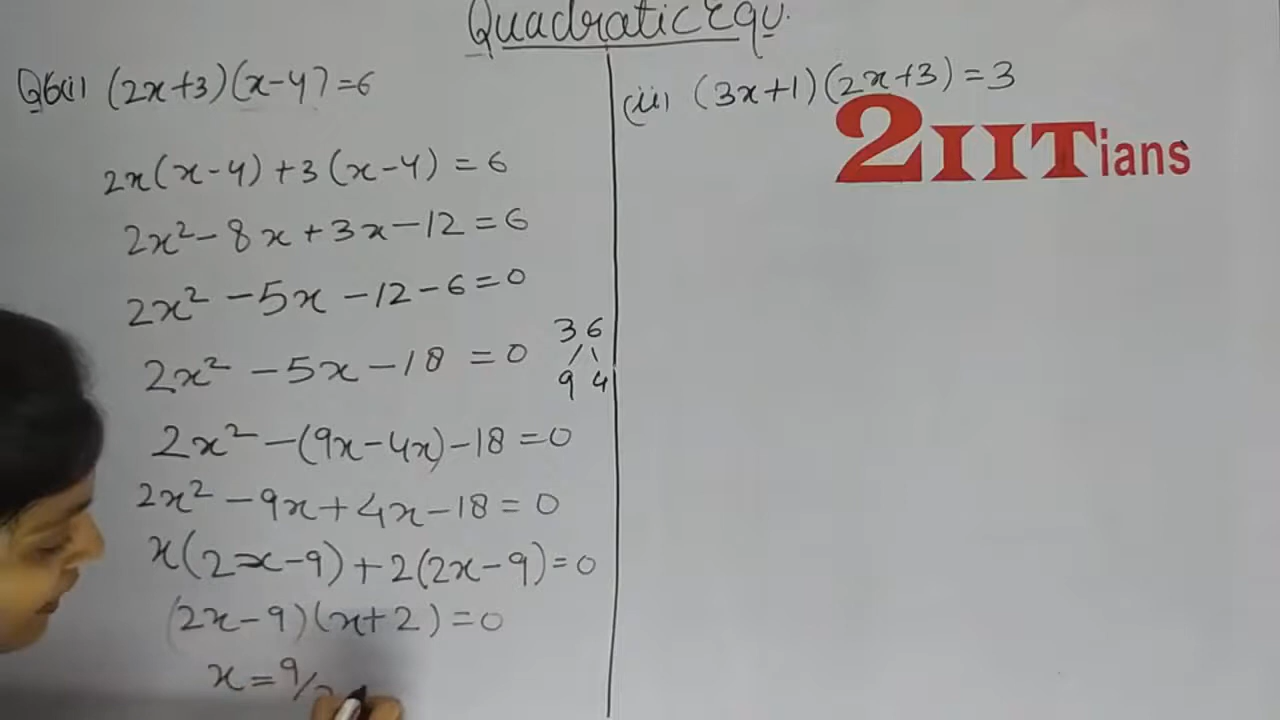 Quadratic Equ.
Q6(i) (2x+3)(x-4)=6
2x(x-4)+3(x-4)=6
2x²-8x+3x-12=6
2x²-5x-12-6=0
2x²-5x-18=0
36
9 4
2x²-(9x-4x)-18=0
2x²-9x+4x-18=0
x(2x-9)+2(2x-9)=0
(2x-9)(x+2)=0
x=9/2
(ii) (3x+1)(2x+3)=3
2IITians